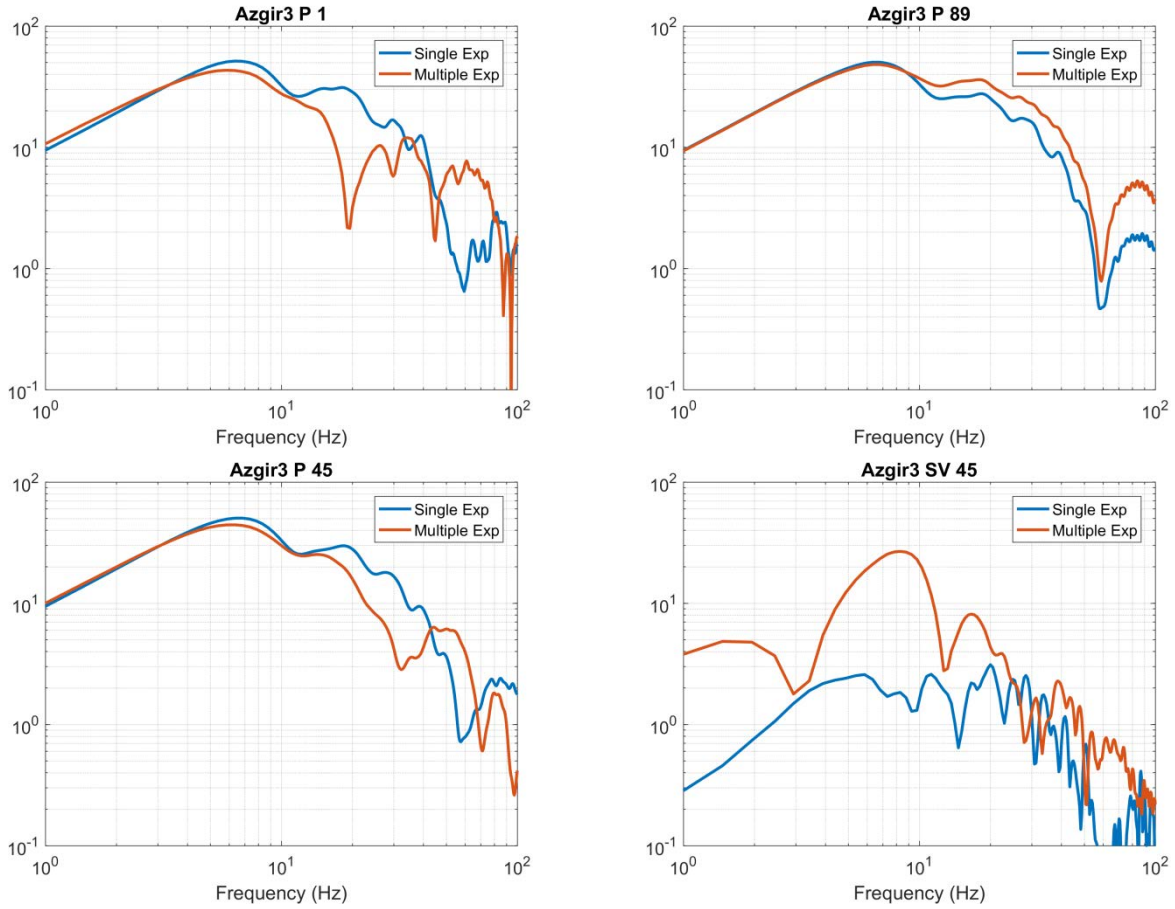 Azgir3 P 1
10^2
10^1
10^0
10^-1
10^0
10^1
10^2
Frequency (Hz)
Single Exp
Multiple Exp
Azgir3 P 89
10^2
10^1
10^0
10^-1
10^0
10^1
10^2
Frequency (Hz)
Single Exp
Multiple Exp
Azgir3 P 45
10^2
10^1
10^0
10^-1
10^0
10^1
10^2
Frequency (Hz)
Single Exp
Multiple Exp
Azgir3 SV 45
10^2
10^1
10^0
10^-1
10^0
10^1
10^2
Frequency (Hz)
Single Exp
Multiple Exp